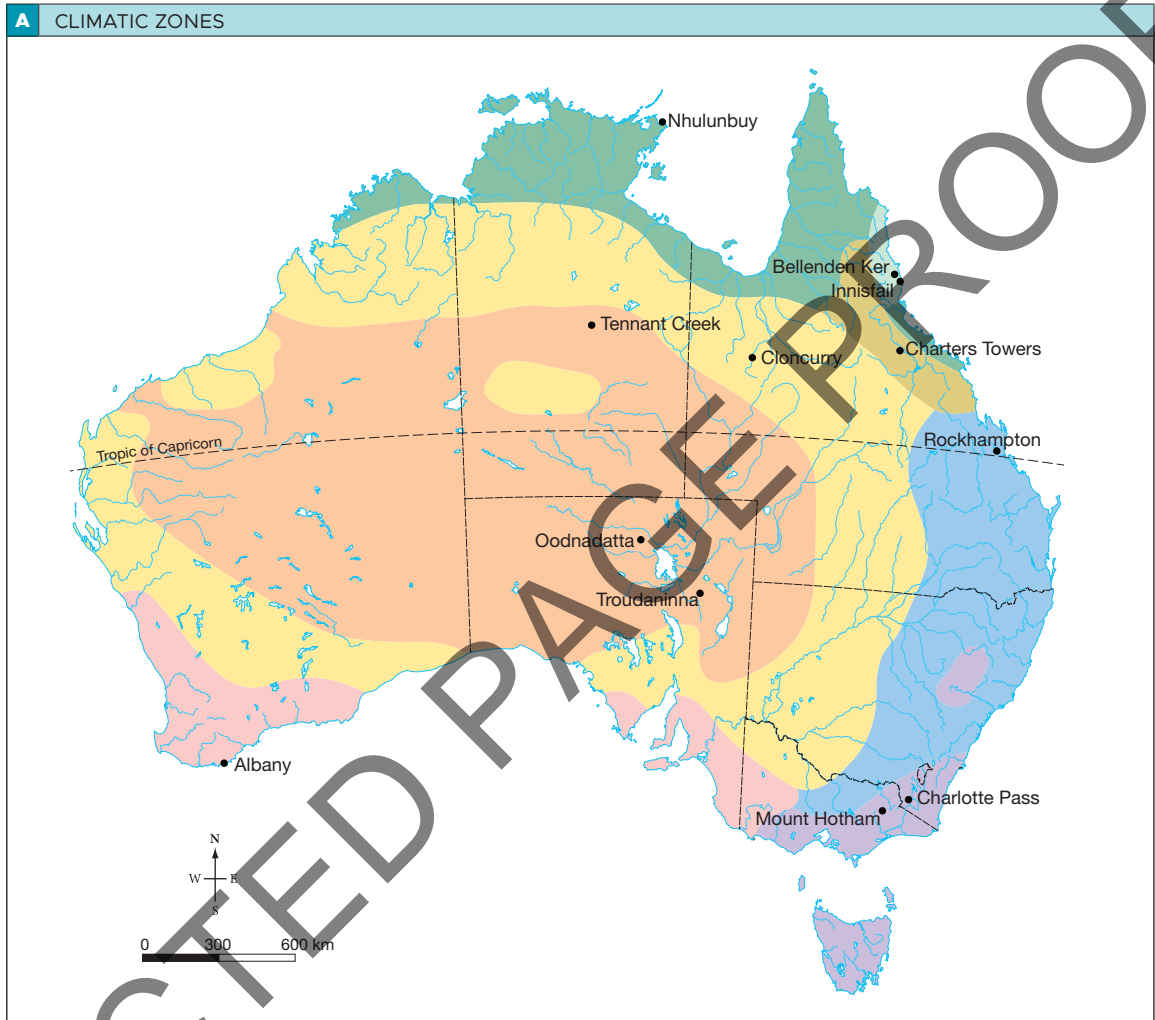 A CLIMATIC ZONES
Nhulunbuy
Bellenden Ker
Innisfail
Tennant Creek
Charters Towers
Cloncurry
Tropic of Capricorn
Rockhampton
Oodnadatta
Troudaninna
Albany
Charlotte Pass
Mount Hotham
N
W E
S
0 300 600 km
CTED PAGE PROOF